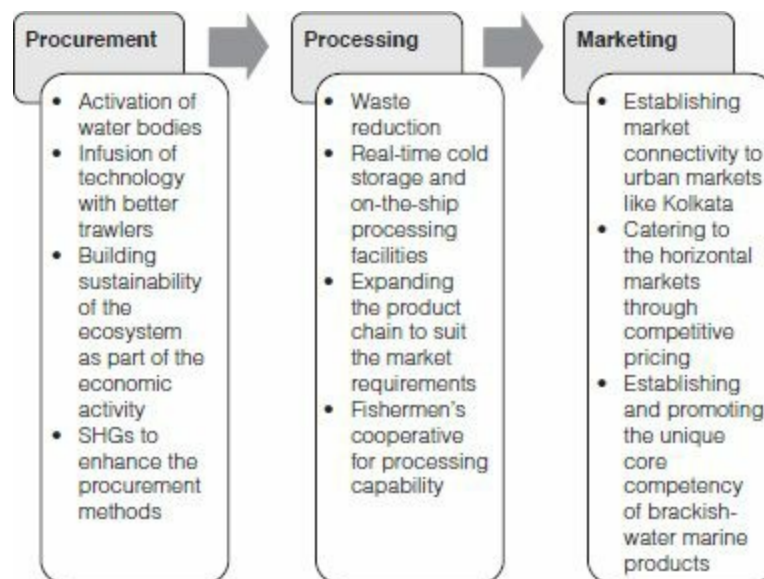 Procurement
• Activation of
water bodies
• Infusion of
technology
with better
trawlers
• Building
sustainability
of the
ecosystem
as part of the
economic
activity
• SHGs to
enhance the
procurement
methods
Processing
• Waste
reduction
• Real-time cold
storage and
on-the-ship
processing
facilities
• Expanding
the product
chain to suit
the market
requirements
• Fishermen's
cooperative
for processing
capability
Marketing
• Establishing
market
connectivity to
urban markets
like Kolkata
• Catering to
the horizontal
markets
through
competitive
pricing
• Establishing
and promoting
the unique
core
competency
of brackish-
water marine
products